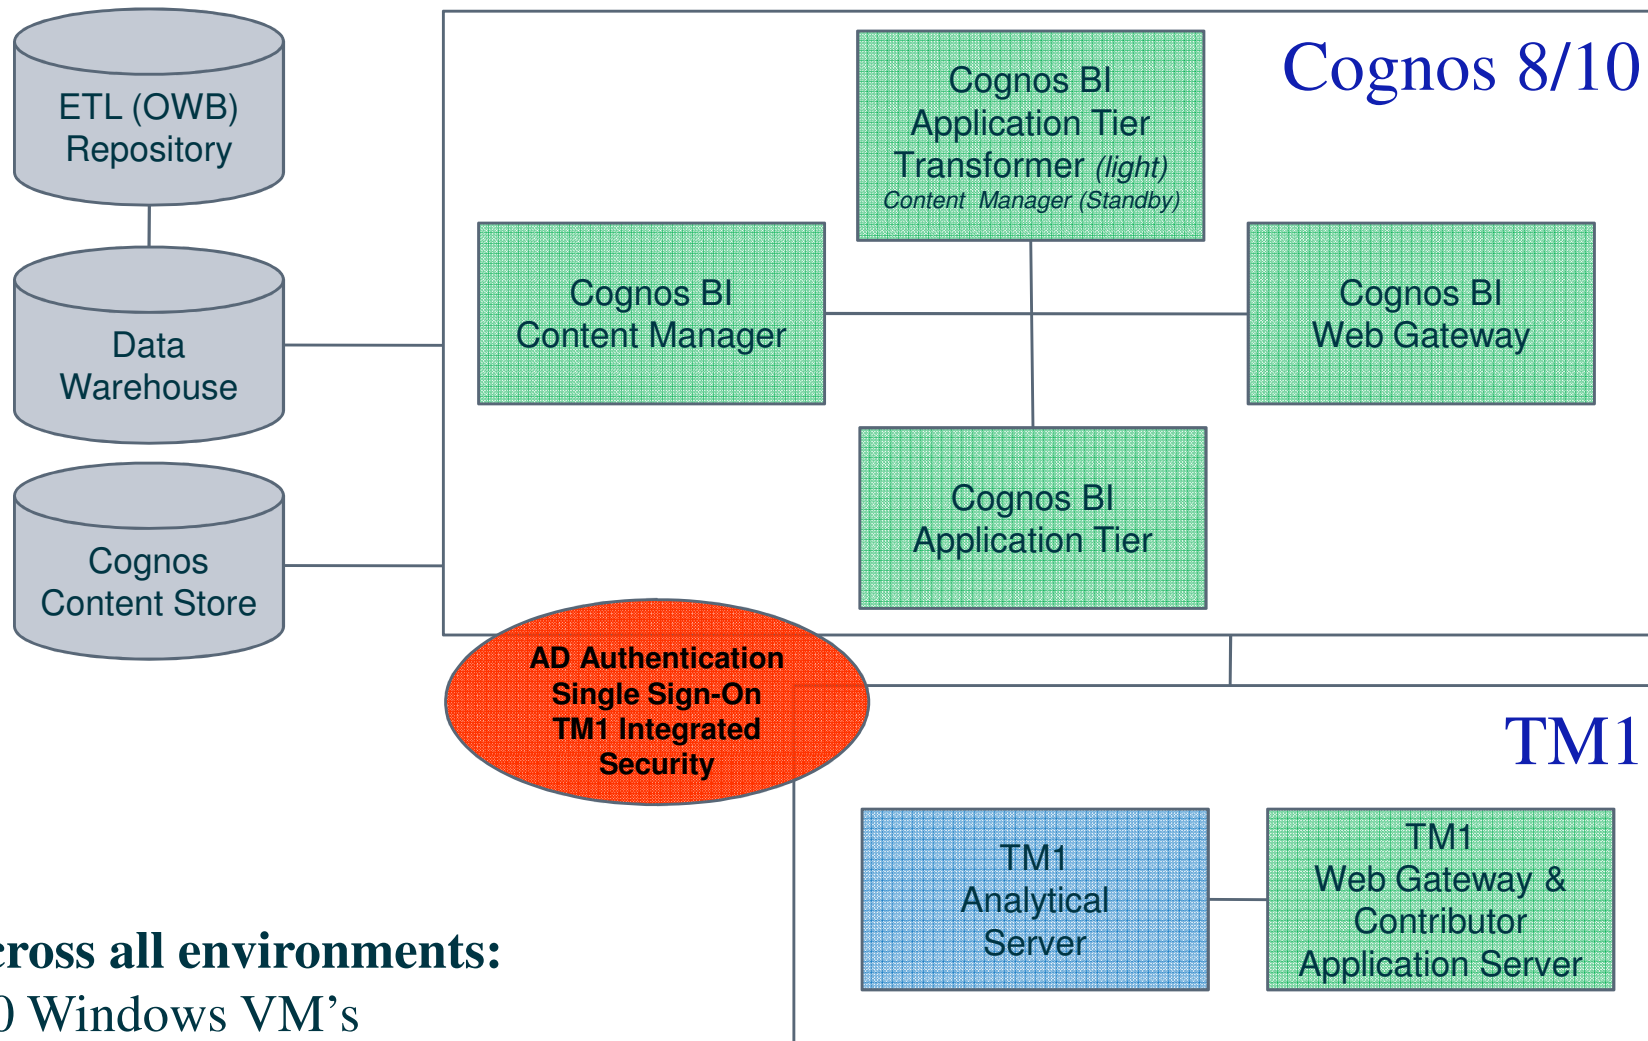 ETL (OWB)
Repository
Data
Warehouse
Cognos
Content Store
Cognos 8/10
Cognos BI
Application Tier
Transformer (light)
Content Manager (Standby)
Cognos BI
Content Manager
Cognos BI
Web Gateway
Cognos BI
Application Tier
AD Authentication
Single Sign-On
TM1 Integrated
Security
TM1
TM1
Analytical
Server
TM1
Web Gateway &
Contributor
Application Server
all environments:
Windows VM's